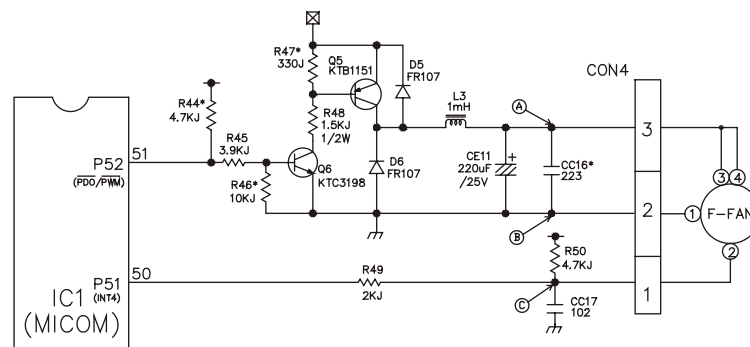 R47*
330J
Q5
KTB1151
D5
FR107
CON4
R44*
4.7KJ
R48
1.5KJ
1/2W
L3
1mH
A
3
51
R45
3.9KJ
P52
(PDO/PWM)
Q6
KTC3198
D6
FR107
CE11
220uF
/25V
+
CC16*
223
3
4
R46*
10KJ
2
1
F-FAN
B
2
50
P51
(INT4)
R49
2KJ
R50
4.7KJ
C
1
CC17
102
IC1
(MICOM)